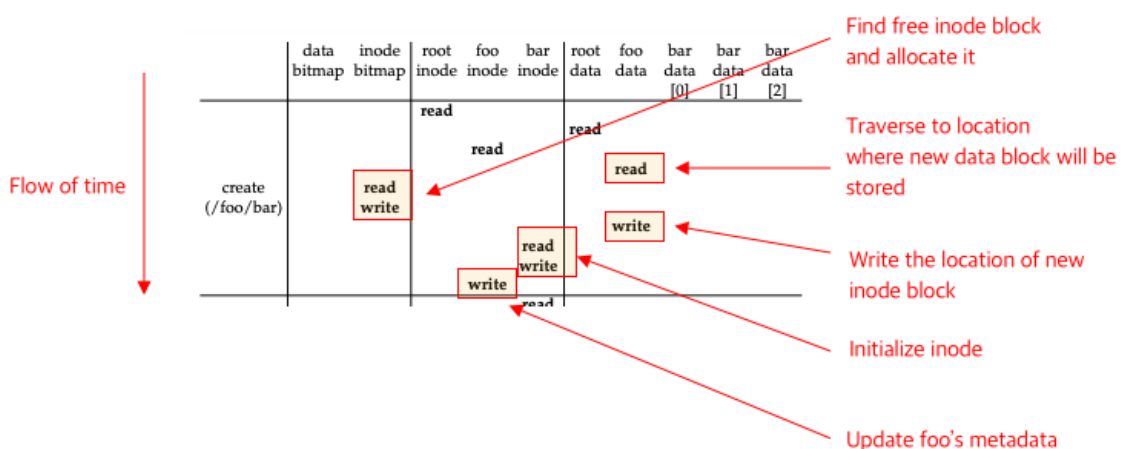 Find free inode block
and allocate it
data inode root foo bar root foo bar bar bar
bitmap bitmap inode inode inode data data data data data
[0] [1] [2]
read
read
Traverse to location
where new data block will be
stored
read
read
Flow of time
create read
(/foo/bar) write
write
read
write
Write the location of new
inode block
write
read
Initialize inode
Update foo's metadata